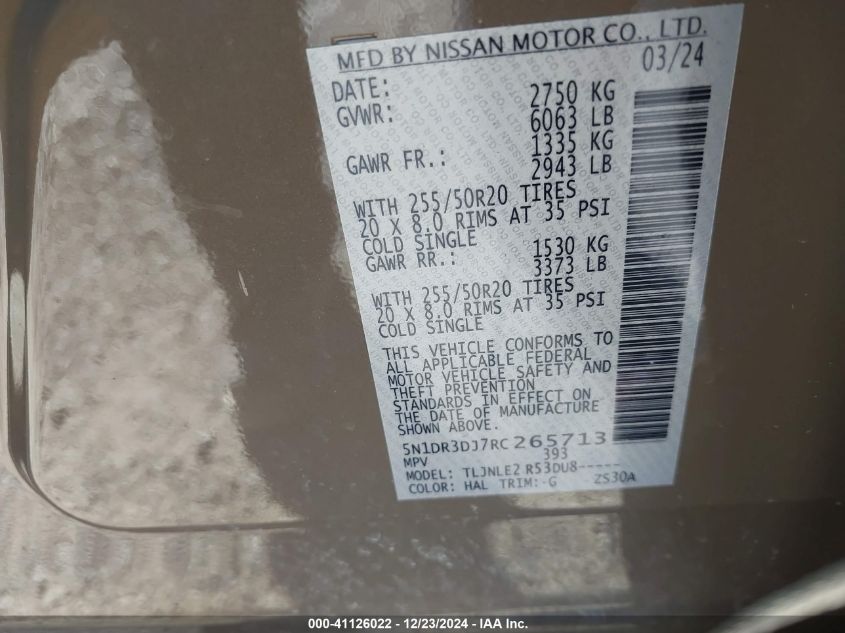 MFD BY NISSAN MOTOR CO., LTD.
DATE: 03/24
GVWR: 2750 KG
6063 LB
GAWR FR.: 1335 KG
2943 LB
WITH 255/50R20 TIRES
20 X 8.0 RIMS AT 35 PSI
COLD SINGLE
GAWR RR.: 1530 KG
3373 LB
WITH 255/50R20 TIRES
20 X 8.0 RIMS AT 35 PSI
COLD SINGLE
THIS VEHICLE CONFORMS TO
ALL APPLICABLE FEDERAL
MOTOR VEHICLE SAFETY AND
THEFT PREVENTION
STANDARDS IN EFFECT ON
THE DATE OF MANUFACTURE
SHOWN ABOVE.
5N1DR3DJ7RC265713
MPV 393
MODEL: TLJNLE2 R53DU8-----
COLOR: HAL TRIM:-G ZS30A
000-41126022 - 12/23/2024 - IAA Inc.